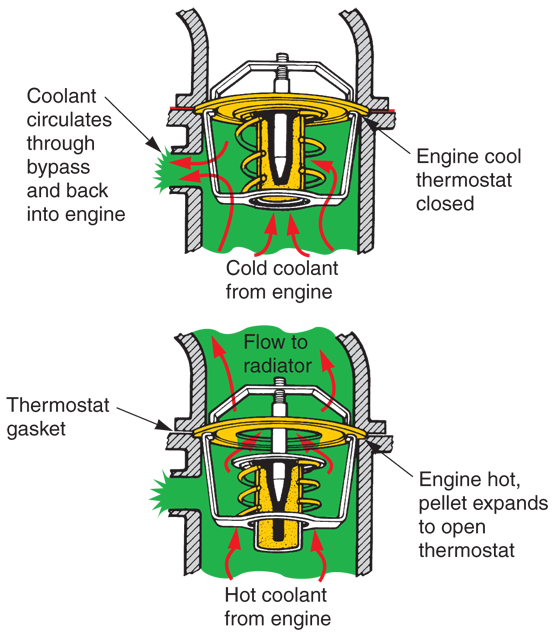 Coolant
circulates
through
bypass
and back
into engine
Engine cool
thermostat
closed
Cold coolant
from engine
Flow to
radiator
Thermostat
gasket
Engine hot,
pellet expands
to open
thermostat
Hot coolant
from engine